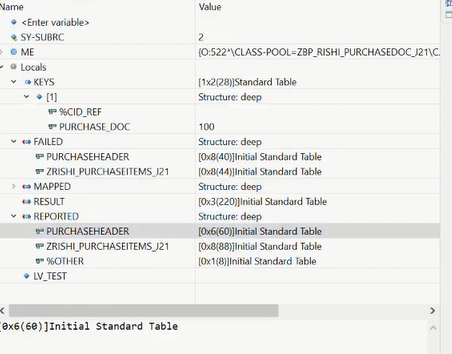 Name Value
<Enter variable>
SY-SUBRC 2
ME {O:522*\CLASS-POOL=ZBP_RISHI_PURCHASEDOC_J21\C
Locals
KEYS [1x2(28)]Standard Table
[1] Structure: deep
%CID_REF
PURCHASE_DOC 100
FAILED Structure: deep
PURCHASEHEADER [0x8(40)]Initial Standard Table
ZRISHI_PURCHASEITEMS_J21 [0x8(44)]Initial Standard Table
MAPPED Structure: deep
RESULT [0x3(220)]Initial Standard Table
REPORTED Structure: deep
PURCHASEHEADER [0x6(60)]Initial Standard Table
ZRISHI_PURCHASEITEMS_J21 [0x8(88)]Initial Standard Table
%OTHER [0x1(8)]Initial Standard Table
LV_TEST
[0x6(60)]Initial Standard Table